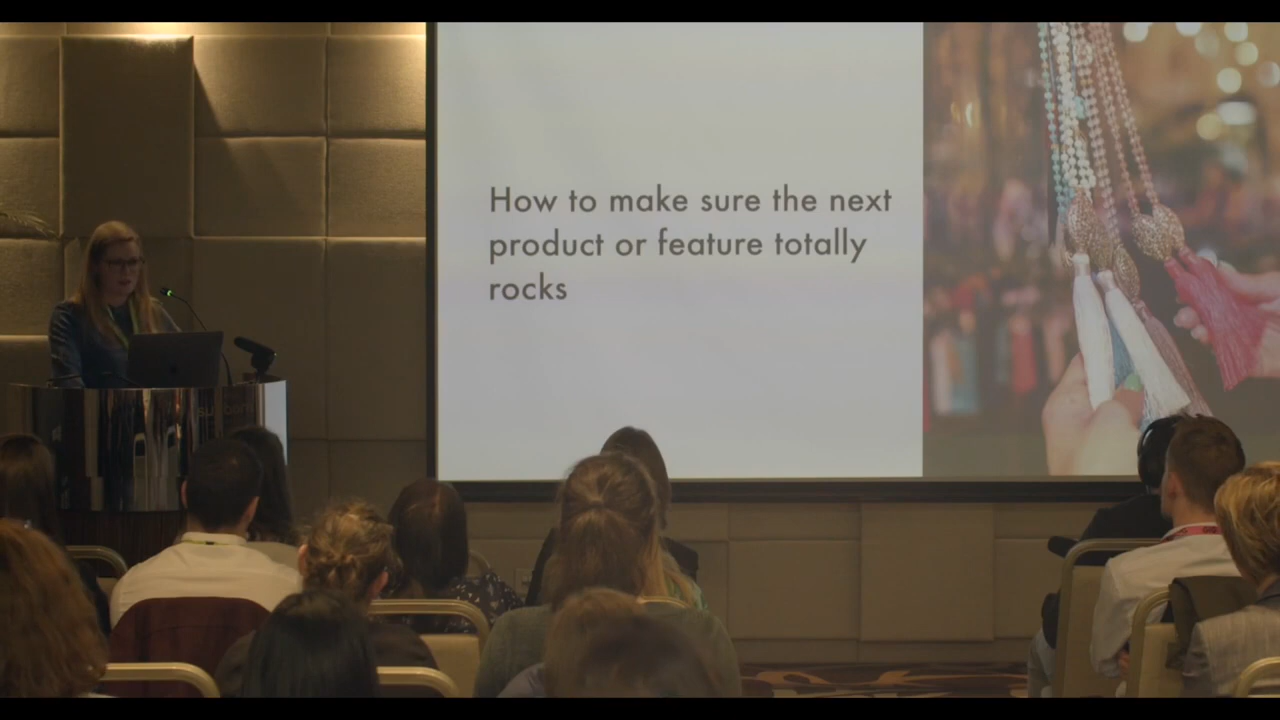 How to make sure the next
product or feature totally
rocks